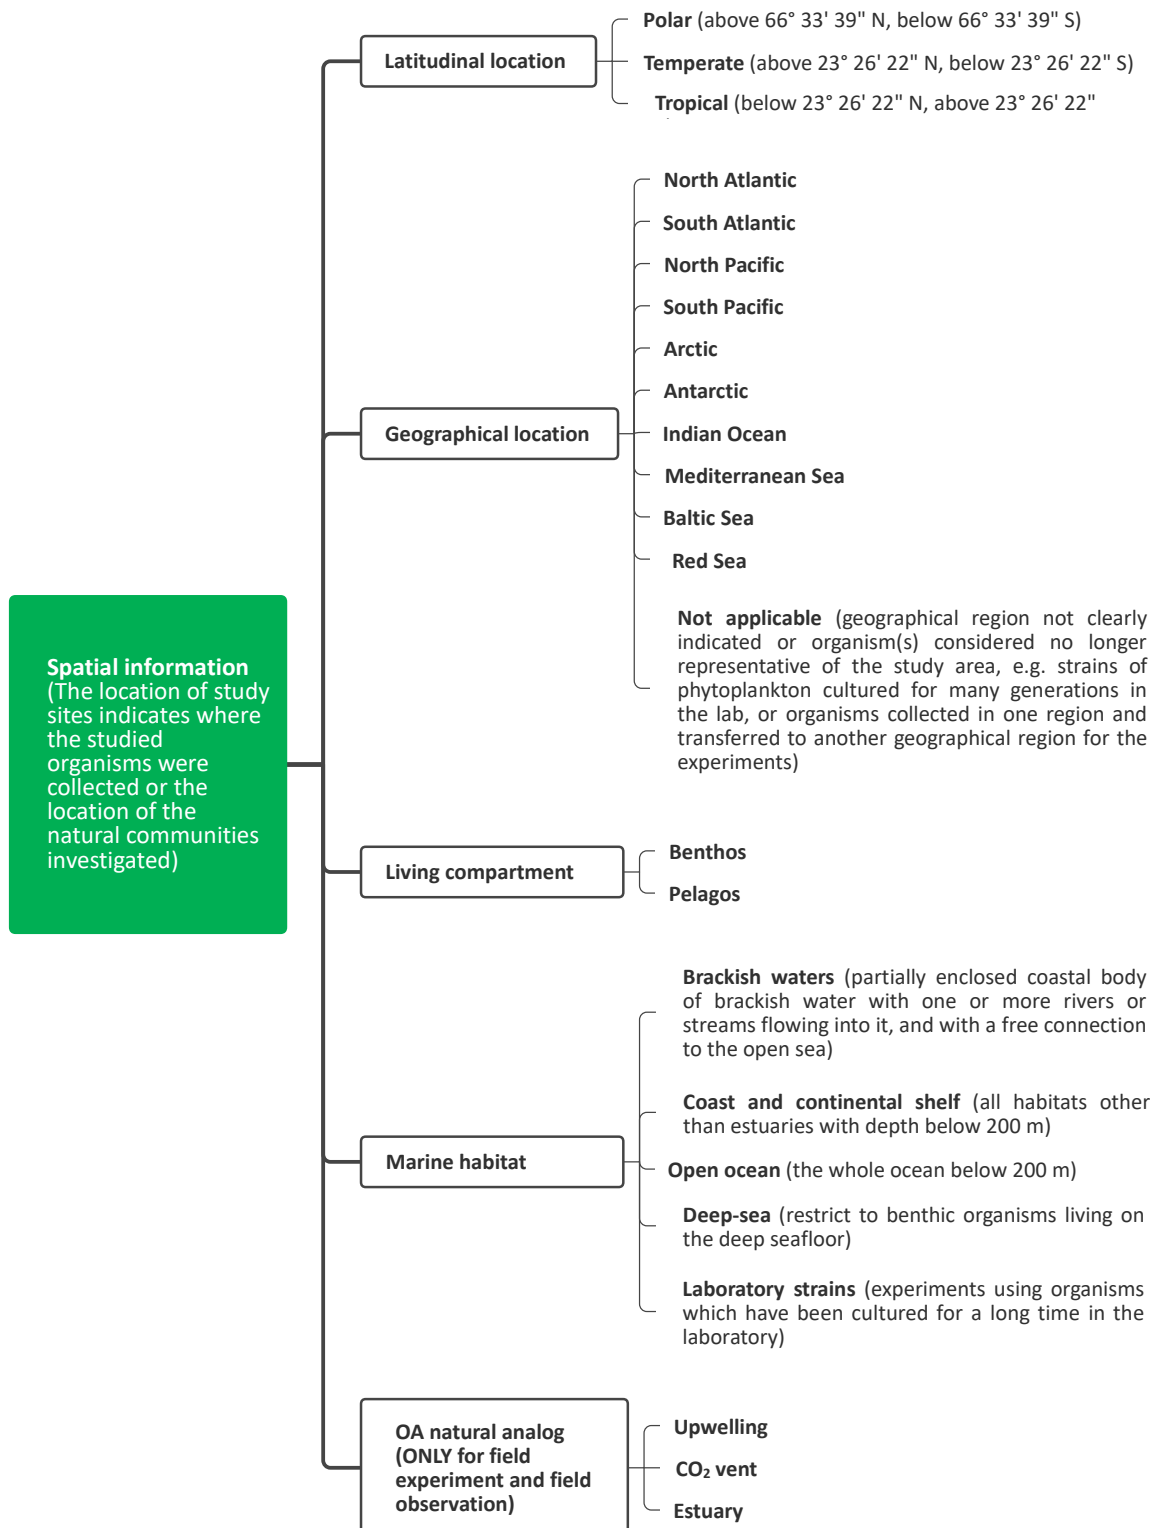 Polar (above 66° 33' 39" N, below 66° 33' 39" S)
Latitudinal location
Temperate (above 23° 26' 22" N, below 23° 26' 22" S)
Tropical (below 23° 26' 22" N, above 23° 26' 22"
North Atlantic
South Atlantic
North Pacific
South Pacific
Arctic
Antarctic
Geographical location
Indian Ocean
Mediterranean Sea
Baltic Sea
Red Sea
Not applicable (geographical region not clearly
indicated or organism(s) considered no longer
representative of the study area, e.g. strains of
phytoplankton cultured for many generations in
the lab, or organisms collected in one region and
transferred to another geographical region for the
experiments)
Spatial information
(The location of study
sites indicates where
the studied
organisms were
collected or the
location of the
natural communities
investigated)
Living compartment
Benthos
Pelagos
Brackish waters (partially enclosed coastal body
of brackish water with one or more rivers or
streams flowing into it, and with a free connection
to the open sea)
Coast and continental shelf (all habitats other
than estuaries with depth below 200 m)
Marine habitat
Open ocean (the whole ocean below 200 m)
Deep-sea (restrict to benthic organisms living on
the deep seafloor)
Laboratory strains (experiments using organisms
which have been cultured for a long time in the
laboratory)
OA natural analog
(ONLY for field
experiment and field
observation)
Upwelling
CO₂ vent
Estuary